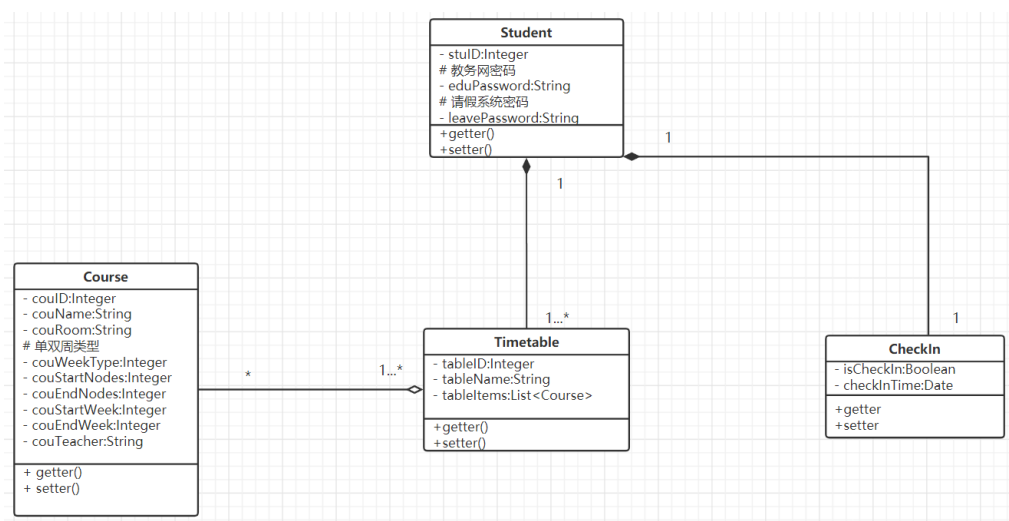 Student
- stuID:Integer
# 教务网密码
- eduPassword:String
# 请假系统密码
- leavePassword:String
+getter()
+setter()
1
1
Course
- couID:Integer
- couName:String
- couRoom:String
# 单双周类型
- couWeekType:Integer
- couStartNodes:Integer
- couEndNodes:Integer
- couStartWeek:Integer
- couEndWeek:Integer
- couTeacher:String
+ getter()
+ setter()
*
1...*
1...*
Timetable
- tableID:Integer
- tableName:String
- tableItems:List<Course>
+getter()
+setter()
1
CheckIn
- isCheckIn:Boolean
- checkInTime:Date
+getter
+setter